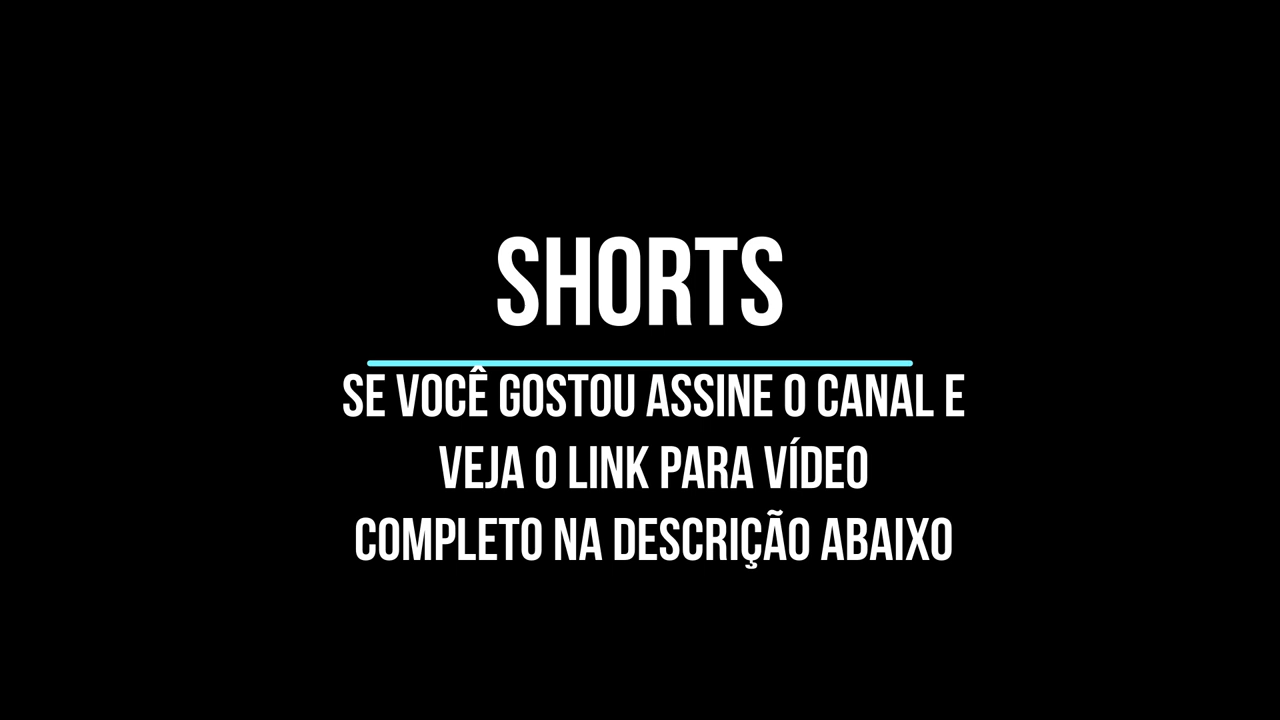 SHORTS
SE VOCÊ GOSTOU ASSINE O CANAL E
VEJA O LINK PARA VÍDEO
COMPLETO NA DESCRIÇÃO ABAIXO